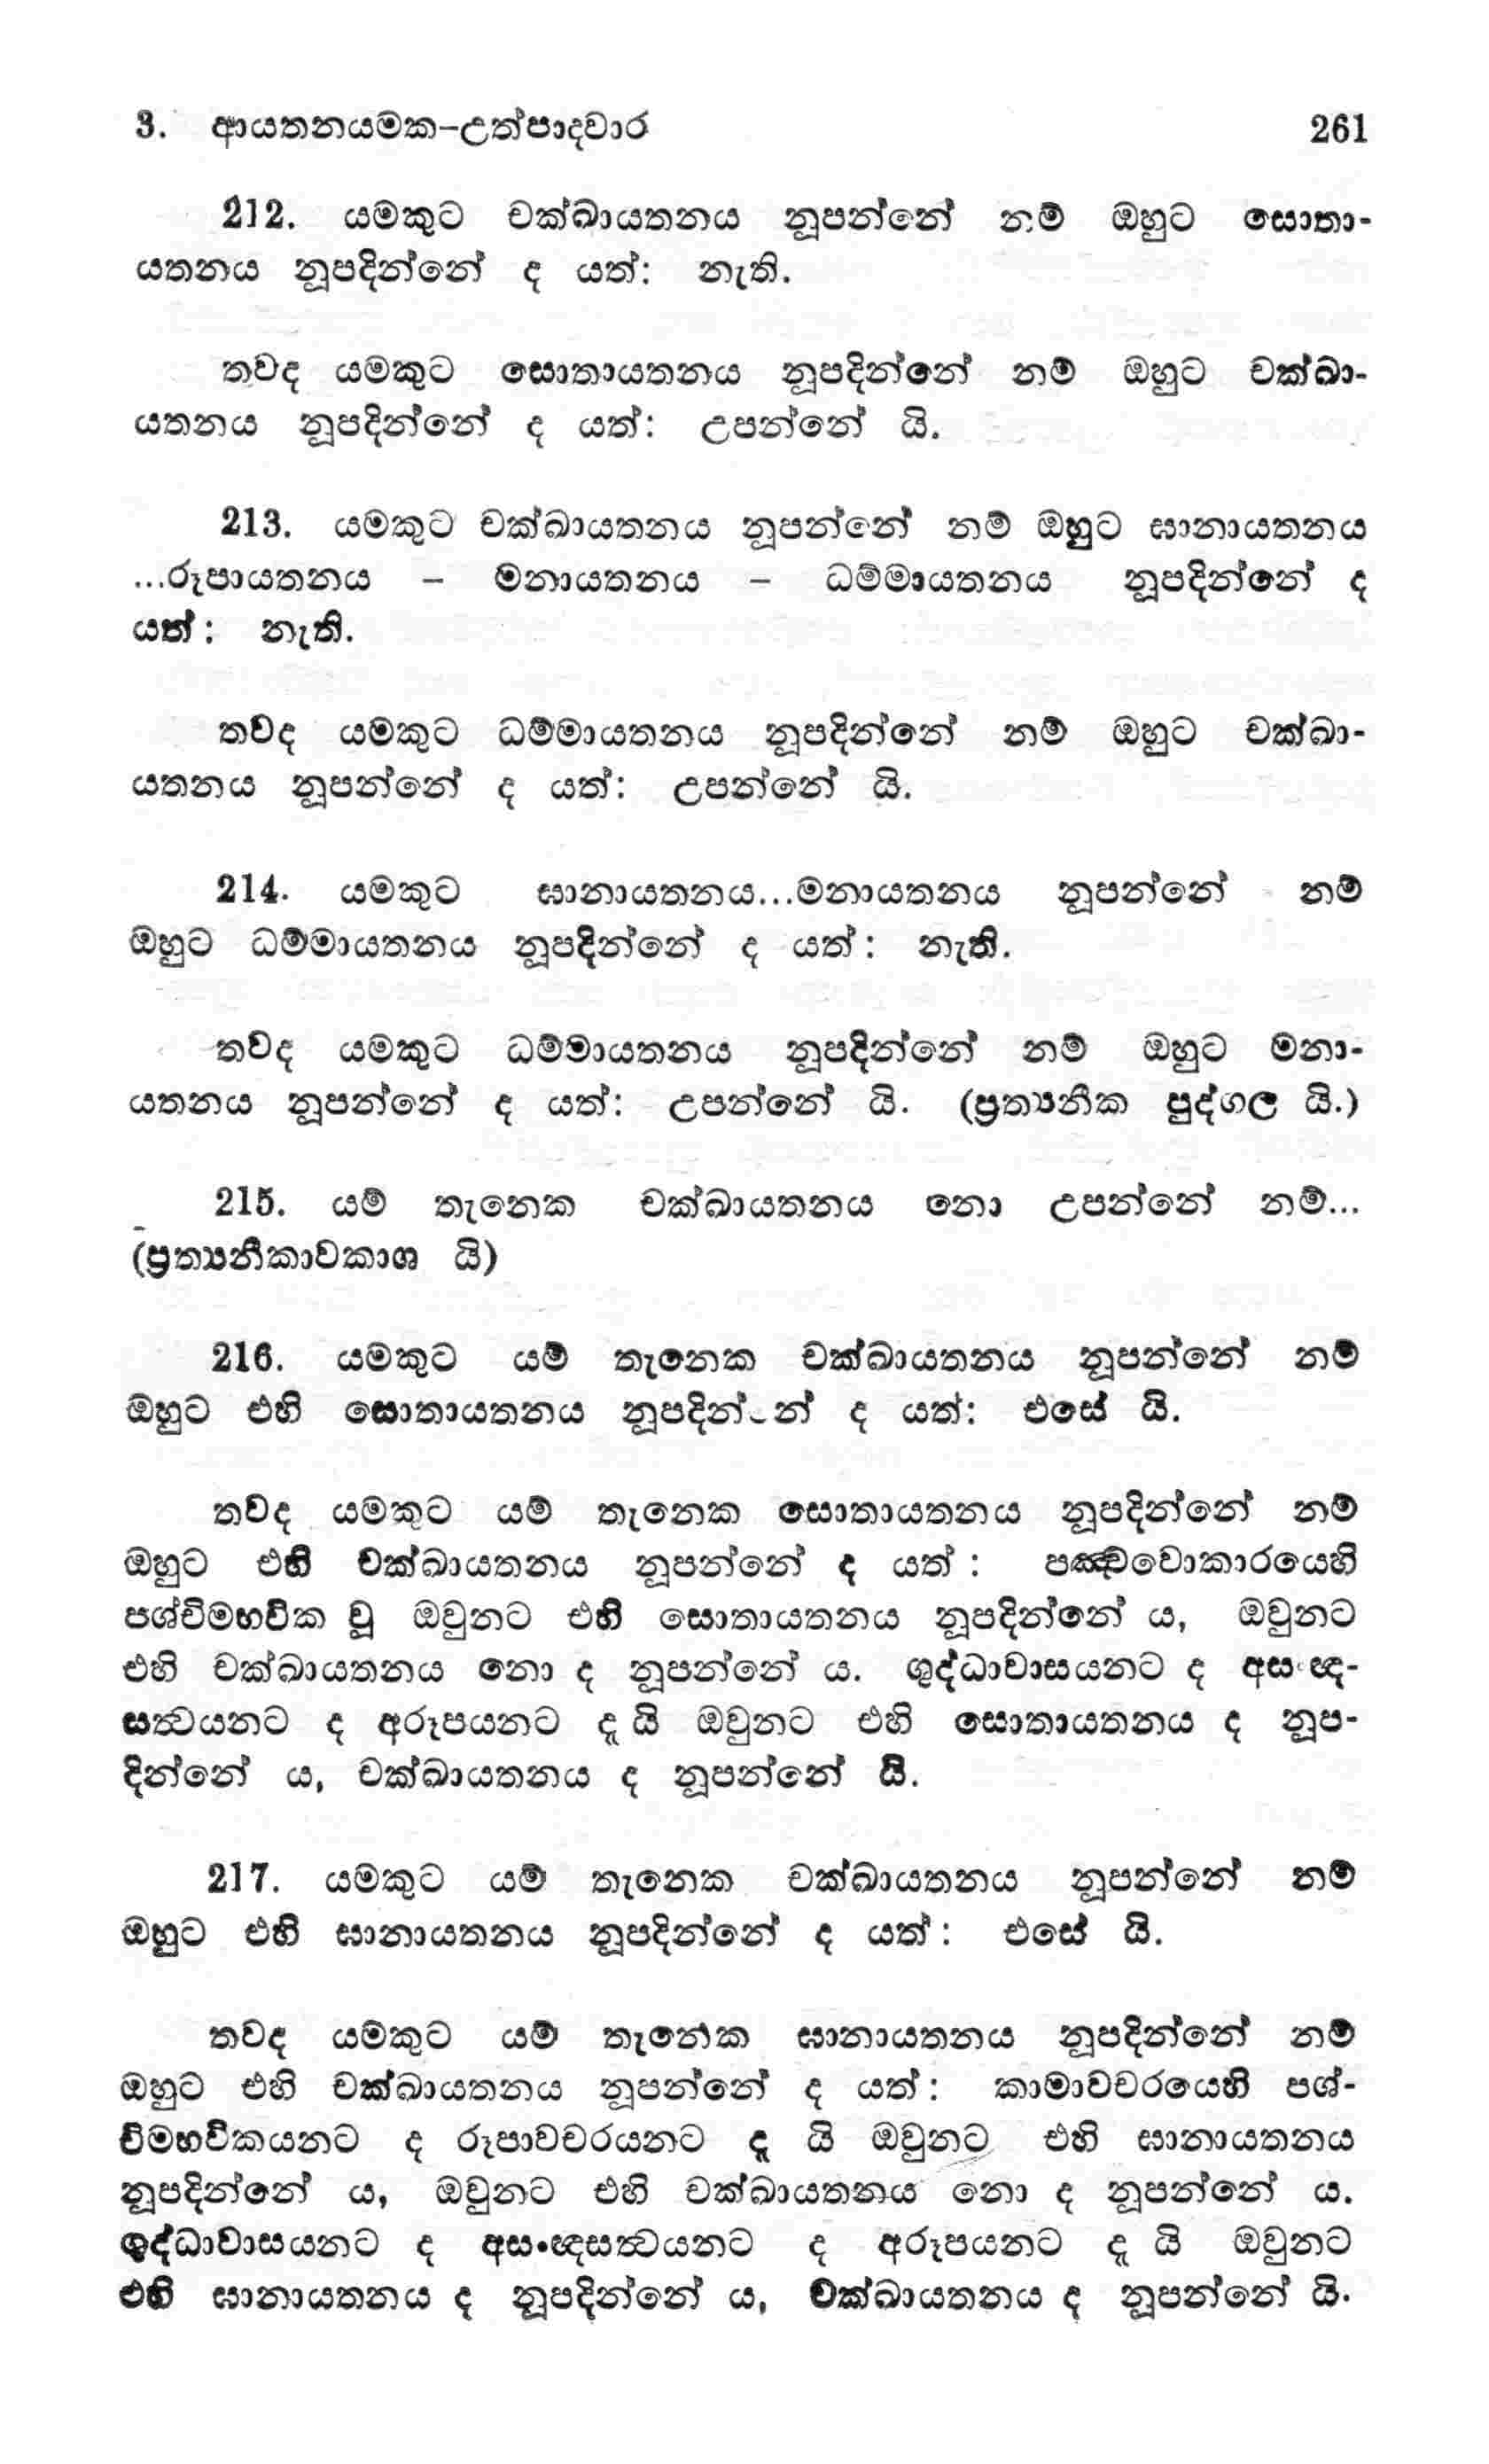 3. ආයතනයමක–උත්පාදවාර 261
212. යමකුට චක්ඛායතනය නූපන්නේ නම් ඔහුට සොතා-
යතනය නූපදින්නේ ද යත්: නැති.
තවද යමකුට සොතායතනය නූපදින්නේ නම් ඔහුට චක්ඛා-
යතනය නූපදින්නේ ද යත්: උපන්නේ යි.
213. යමකුට චක්ඛායතනය නූපන්නේ නම් ඔහුට ඝානායතනය
...රූපායතනය – මනායතනය – ධම්මායතනය නූපදින්නේ ද
යත්: නැති.
තවද යමකුට ධම්මායතනය නූපදින්නේ නම් ඔහුට චක්ඛා-
යතනය නූපන්නේ ද යත්: උපන්නේ යි.
214. යමකුට ඝානායතනය...මනායතනය නූපන්නේ නම්
ඔහුට ධම්මායතනය නූපදින්නේ ද යත්: නැති.
තවද යමකුට ධම්මායතනය නූපදින්නේ නම් ඔහුට මනා-
යතනය නූපන්නේ ද යත්: උපන්නේ යි. (ප්‍රත්‍යනීක පුද්ගල යි.)
215. යම් තැනෙක චක්ඛායතනය නො උපන්නේ නම්...
(ප්‍රත්‍යනීකාවකාශ යි)
216. යමකුට යම් තැනෙක චක්ඛායතනය නූපන්නේ නම්
ඔහුට එහි සොතායතනය නූපදින්නේ ද යත්: එසේ යි.
තවද යමකුට යම් තැනෙක සොතායතනය නූපදින්නේ නම්
ඔහුට එහි චක්ඛායතනය නූපන්නේ ද යත්: පඤ්චවොකාරයෙහි
පශ්චිමභවික වූ ඔවුනට එහි සොතායතනය නූපදින්නේ ය, ඔවුනට
එහි චක්ඛායතනය නො ද නූපන්නේ ය. ශුද්ධාවාසයනට ද අසංඥ-
සත්‍වයනට ද අරූපයනට ද යි ඔවුනට එහි සොතායතනය ද නූප-
දින්නේ ය, චක්ඛායතනය ද නූපන්නේ යි.
217. යමකුට යම් තැනෙක චක්ඛායතනය නූපන්නේ නම්
ඔහුට එහි ඝානායතනය නූපදින්නේ ද යත්: එසේ යි.
තවද යමකුට යම් තැනෙක ඝානායතනය නූපදින්නේ නම්
ඔහුට එහි චක්ඛායතනය නූපන්නේ ද යත්: කාමාවචරයෙහි පශ්-
චිමභවිකයනට ද රූපාවචරයනට ද යි ඔවුනට එහි ඝානායතනය
නූපදින්නේ ය, ඔවුනට එහි චක්ඛායතනය නො ද නූපන්නේ ය.
ශුද්ධාවාසයනට ද අසංඥසත්‍වයනට ද අරූපයනට ද යි ඔවුනට
එහි ඝානායතනය ද නූපදින්නේ ය, චක්ඛායතනය ද නූපන්නේ යි.